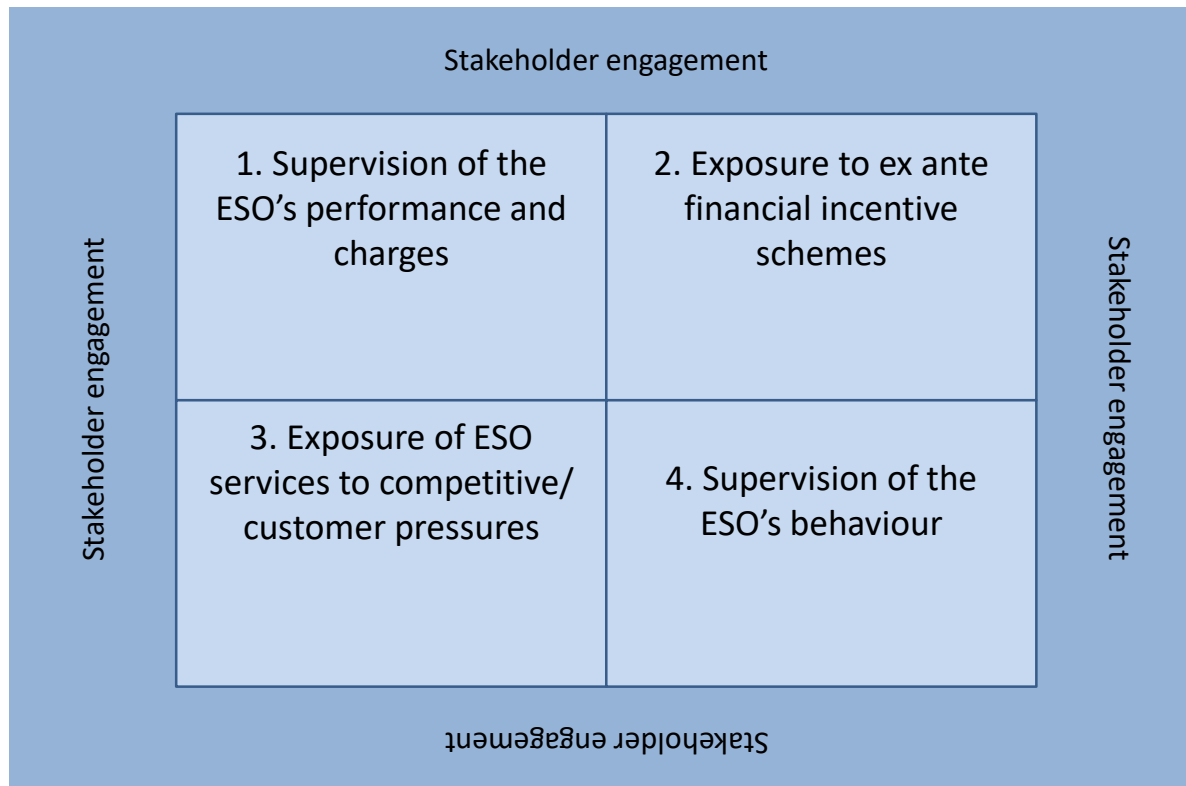 Stakeholder engagement
1. Supervision of the
ESO’s performance and
charges
2. Exposure to ex ante
financial incentive
schemes
Stakeholder engagement
Stakeholder engagement
3. Exposure of ESO
services to competitive/
customer pressures
4. Supervision of the
ESO’s behaviour
Stakeholder engagement